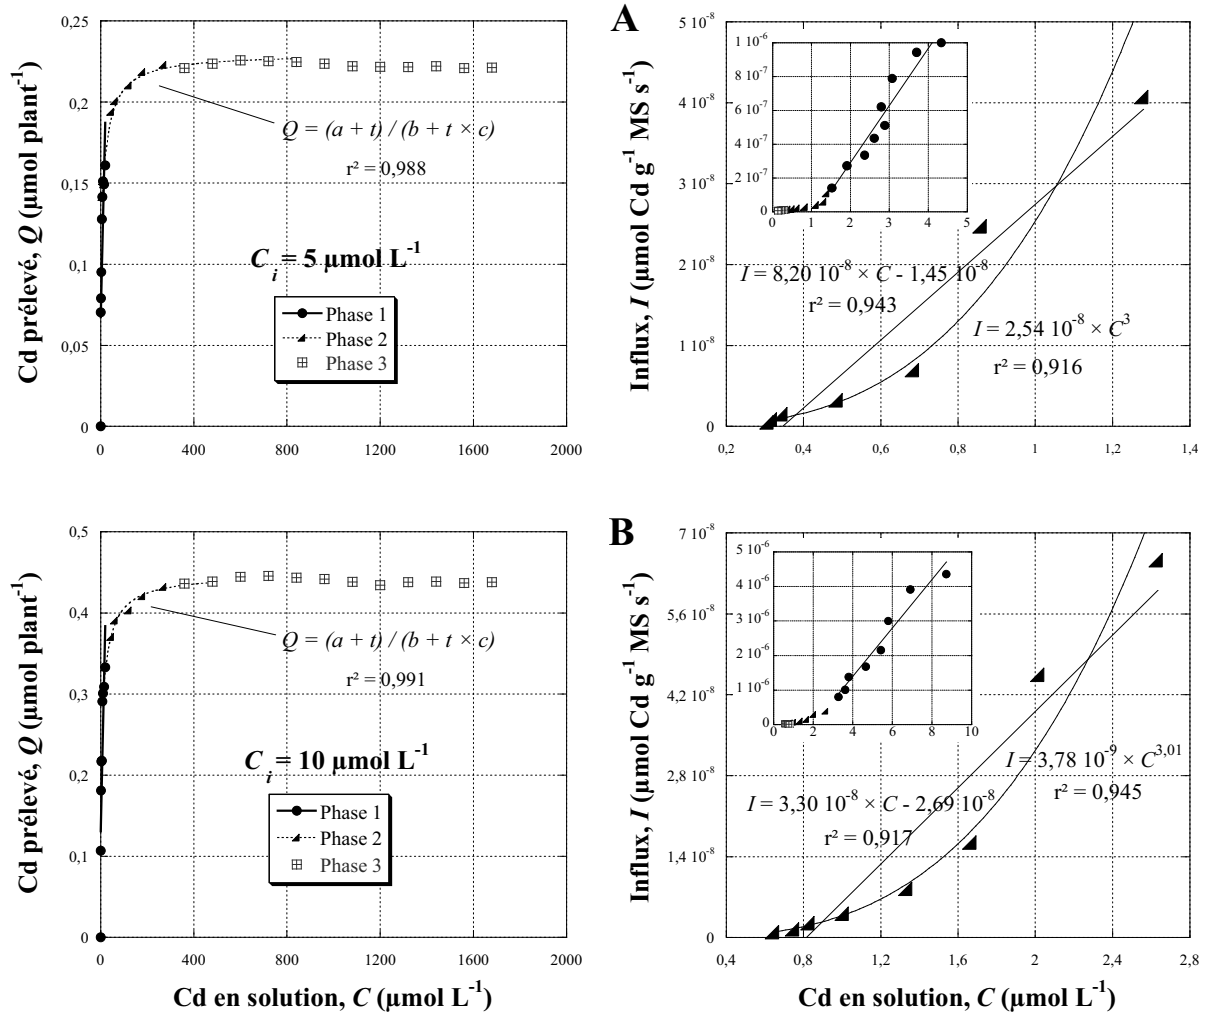 A
Cd prélevé, Q (µmol plant⁻¹)
0,25
0,2
0,15
0,1
0,05
0
0 400 800 1200 1600 2000
Q = (a + t) / (b + t × c)
r² = 0,988
C_i = 5 µmol L⁻¹
Phase 1
Phase 2
Phase 3
Influx, I (µmol Cd g⁻¹ MS s⁻¹)
5 10⁻⁸
4 10⁻⁸
3 10⁻⁸
2 10⁻⁸
1 10⁻⁸
0
0,2 0,4 0,6 0,8 1 1,2 1,4
1 10⁻⁶
8 10⁻⁷
6 10⁻⁷
4 10⁻⁷
2 10⁻⁷
0
0 1 2 3 4 5
I = 8,20 10⁻⁸ × C - 1,45 10⁻⁸
r² = 0,943
I = 2,54 10⁻⁸ × C³
r² = 0,916
B
Cd prélevé, Q (µmol plant⁻¹)
0,5
0,4
0,3
0,2
0,1
0
0 400 800 1200 1600 2000
Q = (a + t) / (b + t × c)
r² = 0,991
C_i = 10 µmol L⁻¹
Phase 1
Phase 2
Phase 3
Cd en solution, C (µmol L⁻¹)
Influx, I (µmol Cd g⁻¹ MS s⁻¹)
7 10⁻⁸
5,6 10⁻⁸
4,2 10⁻⁸
2,8 10⁻⁸
1,4 10⁻⁸
0
0,4 0,8 1,2 1,6 2 2,4 2,8
5 10⁻⁶
4 10⁻⁶
3 10⁻⁶
2 10⁻⁶
1 10⁻⁶
0
0 2 4 6 8 10
I = 3,78 10⁻⁹ × C³,⁰¹
r² = 0,945
I = 3,30 10⁻⁸ × C - 2,69 10⁻⁸
r² = 0,917
Cd en solution, C (µmol L⁻¹)